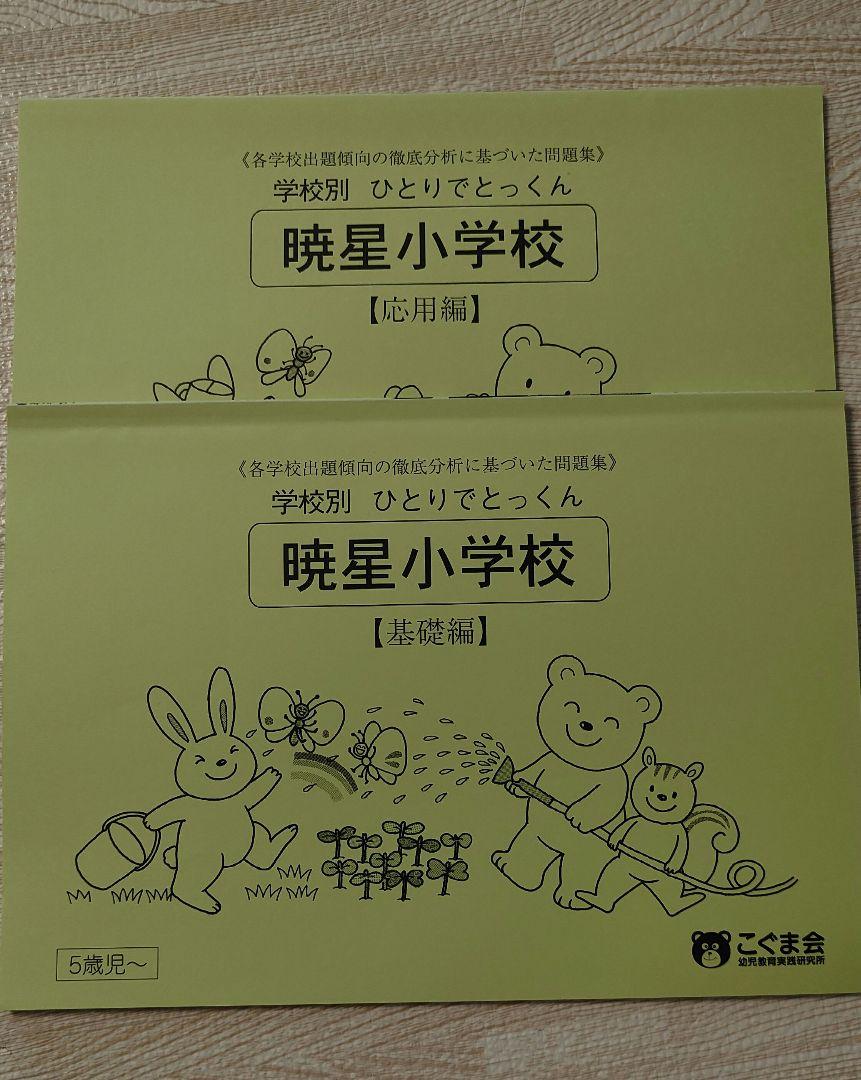 《各学校出題傾向の徹底分析に基づいた問題集》
学校別 ひとりでとっくん
暁星小学校
【応用編】
《各学校出題傾向の徹底分析に基づいた問題集》
学校別 ひとりでとっくん
暁星小学校
【基礎編】
5歳児～
こぐま会
幼児教育実践研究所